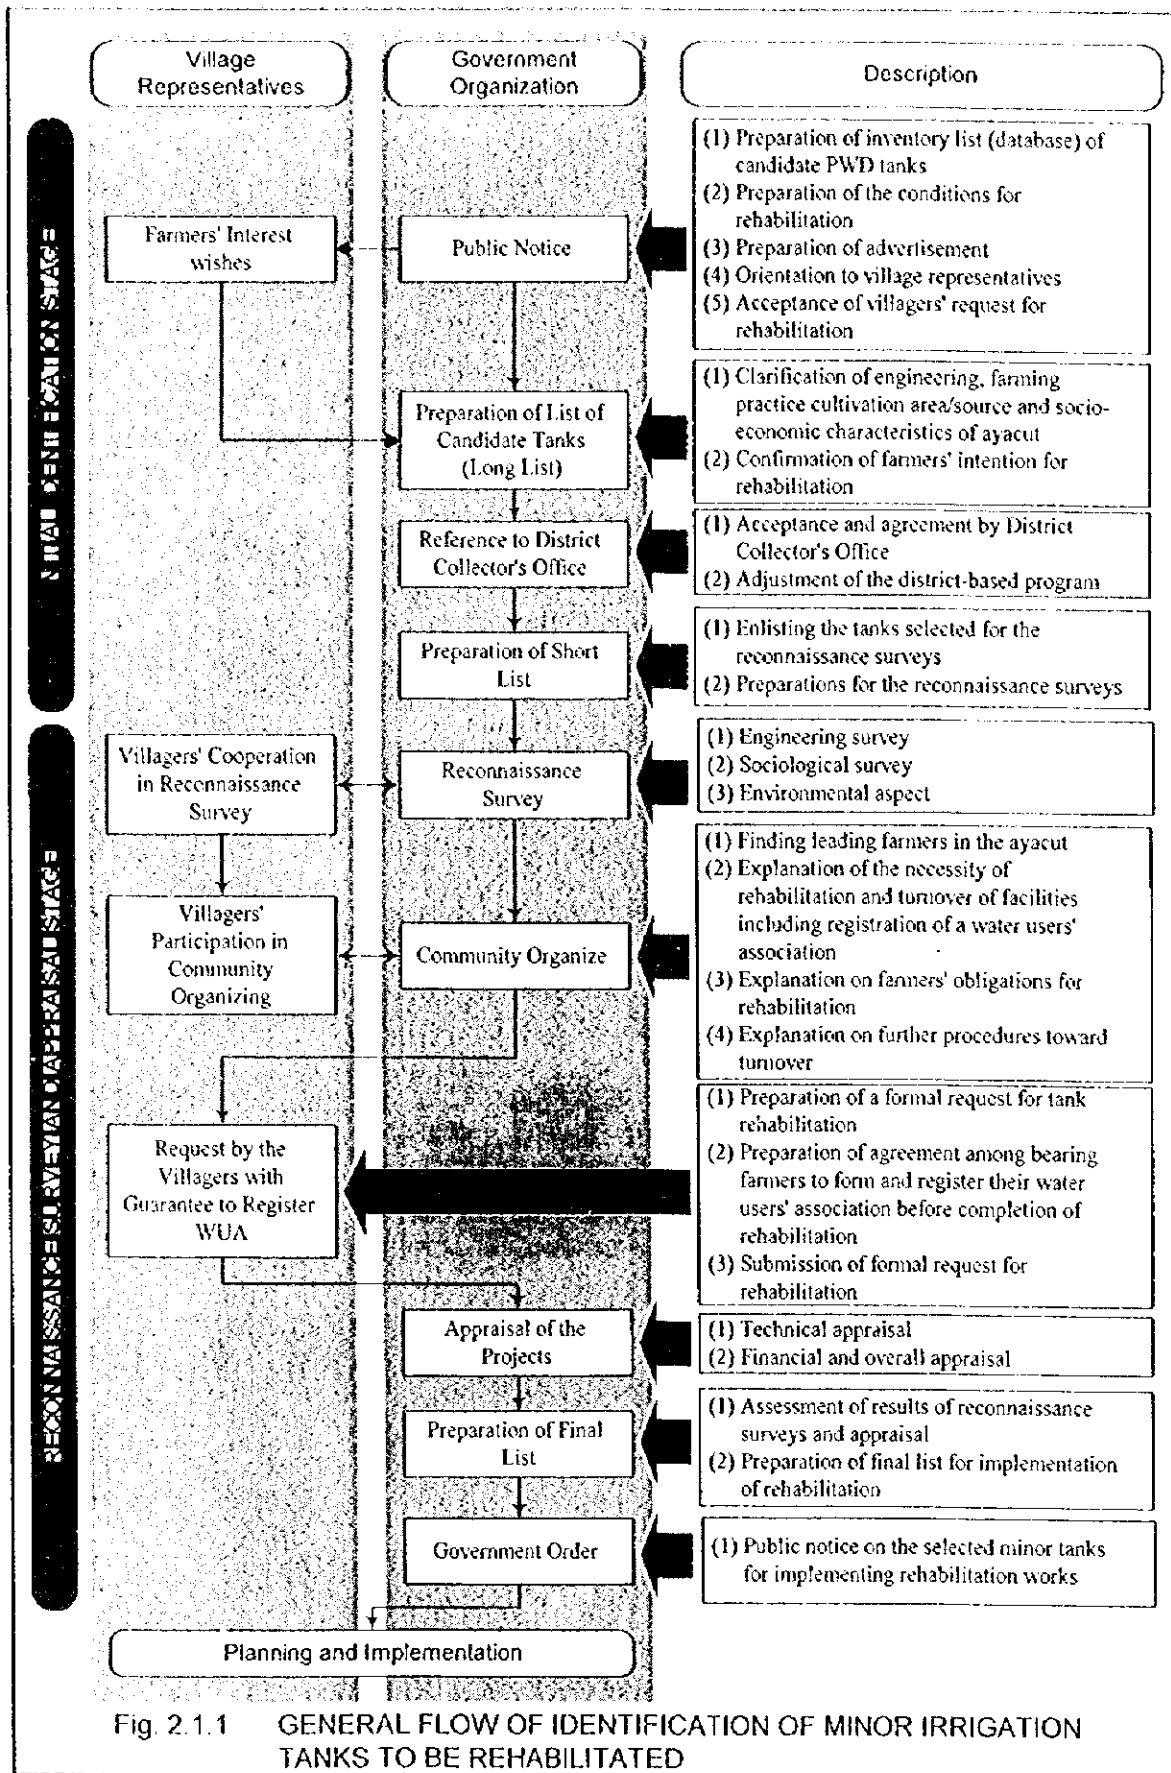 Village
Representatives
Government
Organization
Description
INITIAL IDENTIFICATION STAGE
(1) Preparation of inventory list (database) of
candidate PWD tanks
(2) Preparation of the conditions for
rehabilitation
(3) Preparation of advertisement
(4) Orientation to village representatives
(5) Acceptance of villagers' request for
rehabilitation
Farmers' Interest
wishes
Public Notice
Preparation of List of
Candidate Tanks
(Long List)
(1) Clarification of engineering, farming
practice cultivation area/source and socio-
economic characteristics of ayacut
(2) Confirmation of farmers' intention for
rehabilitation
Reference to District
Collector's Office
(1) Acceptance and agreement by District
Collector's Office
(2) Adjustment of the district-based program
Preparation of Short
List
(1) Enlisting the tanks selected for the
reconnaissance surveys
(2) Preparations for the reconnaissance surveys
RECONNAISSANCE SURVEY AND APPRAISAL STAGE
Villagers' Cooperation
in Reconnaissance
Survey
Reconnaissance
Survey
(1) Engineering survey
(2) Sociological survey
(3) Environmental aspect
Villagers'
Participation in
Community
Organizing
Community Organize
(1) Finding leading farmers in the ayacut
(2) Explanation of the necessity of
rehabilitation and turnover of facilities
including registration of a water users'
association
(3) Explanation on farmers' obligations for
rehabilitation
(4) Explanation on further procedures toward
turnover
Request by the
Villagers with
Guarantee to Register
WUA
(1) Preparation of a formal request for tank
rehabilitation
(2) Preparation of agreement among bearing
farmers to form and register their water
users' association before completion of
rehabilitation
(3) Submission of formal request for
rehabilitation
Appraisal of the
Projects
(1) Technical appraisal
(2) Financial and overall appraisal
Preparation of Final
List
(1) Assessment of results of reconnaissance
surveys and appraisal
(2) Preparation of final list for implementation
of rehabilitation
Government Order
(1) Public notice on the selected minor tanks
for implementing rehabilitation works
Planning and Implementation
Fig. 2.1.1 GENERAL FLOW OF IDENTIFICATION OF MINOR IRRIGATION
TANKS TO BE REHABILITATED